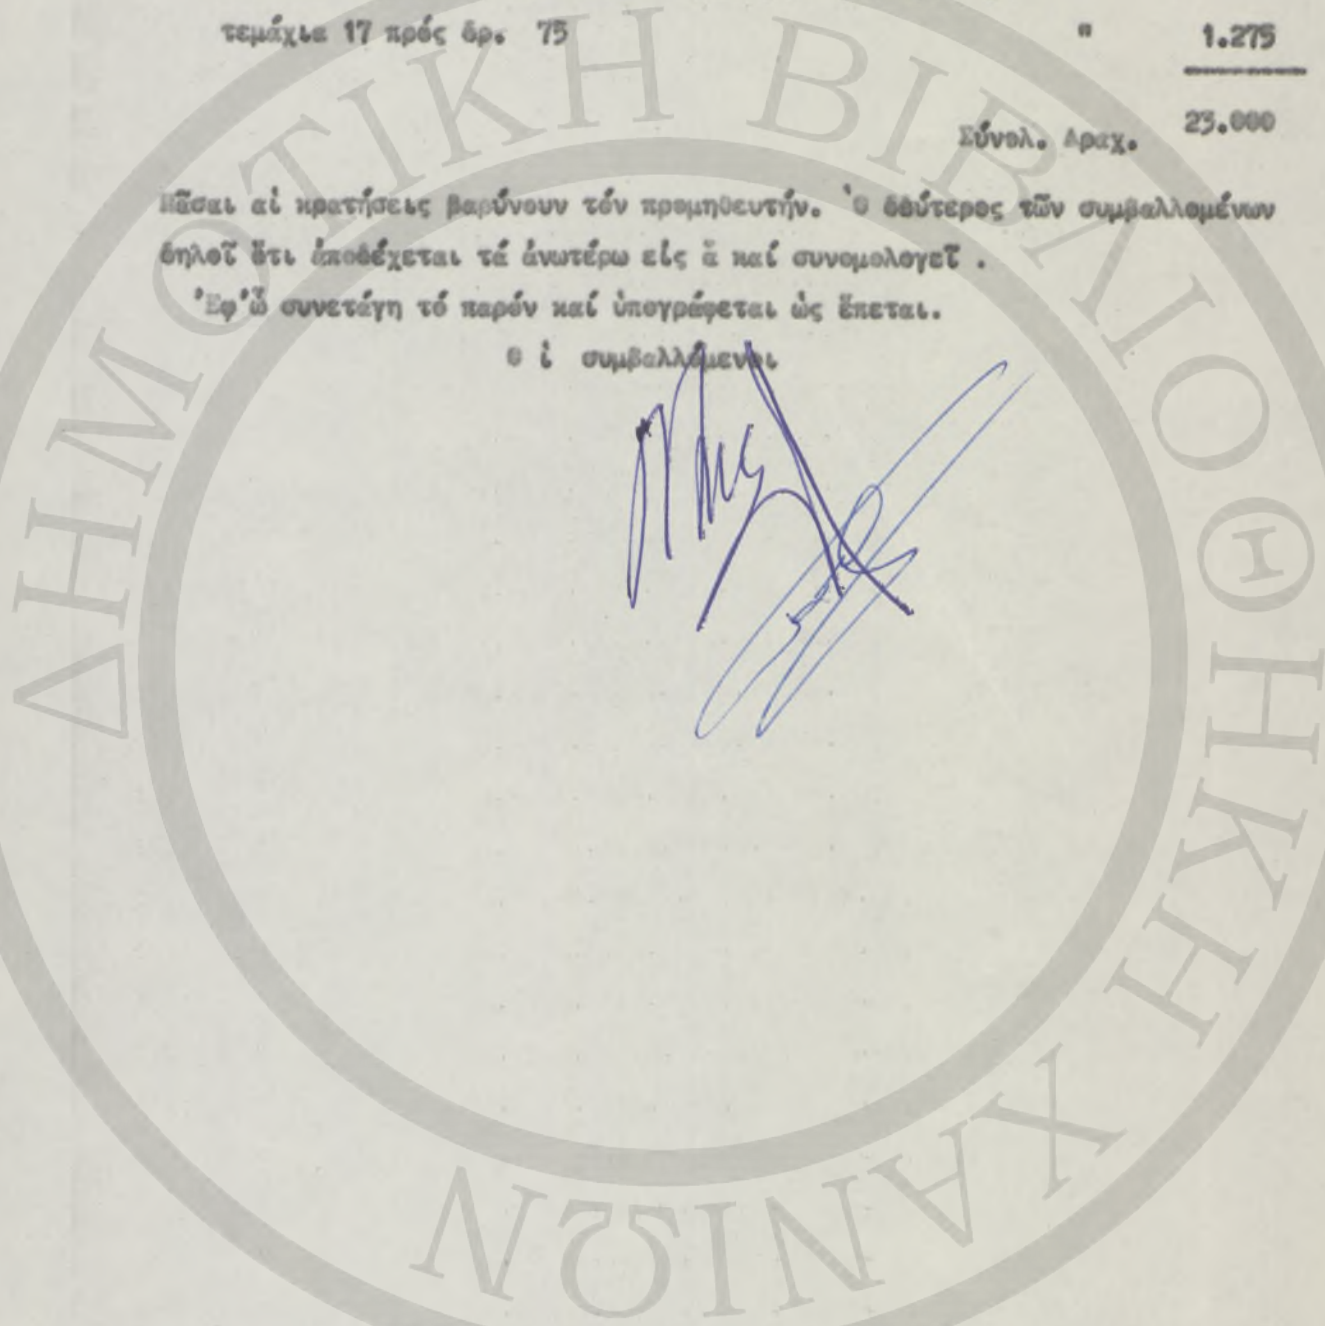 τεμάχια 17 πρός δρ. 75 " 1.275
Σύνολ. Δραχ. 23.000
Πᾶσαι αἱ κρατήσεις βαρύνουν τόν προμηθευτήν. Ὁ δδύτερος τῶν συμβαλλομένων
δηλοῖ ὅτι ἀποδέχεται τά ἀνωτέρω εἰς ἅ καί συνομολογεῖ .
Ἐφ'ᾧ συνετάγη τό παρόν καί ὑπογράφεται ὡς ἕπεται.
Ο ἱ συμβαλλόμενοι
ΔΗΜΟΤΙΚΗ ΒΙΒΛΙΟΘΗΚΗ ΧΑΝΙΩΝ